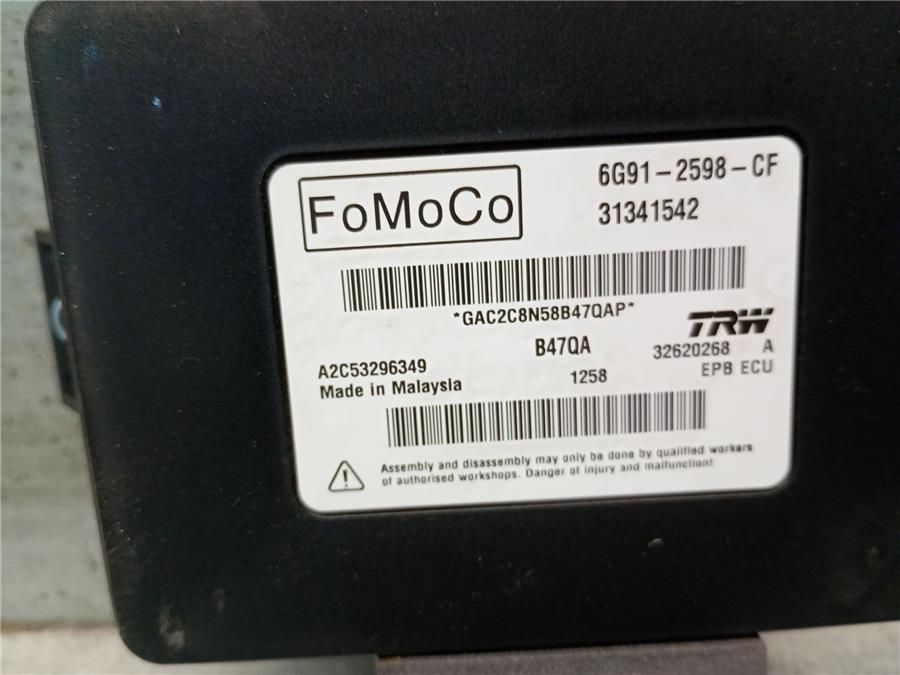 FoMoCo
6G91-2598-CF
31341542
*GAC2C8N58B47QAP*
TRW
B47QA
32620268 A
A2C53296349
EPB ECU
Made in Malaysia
1258
Assembly and disassembly may only be done by qualified workers
of authorised workshops. Danger of injury and malfunction!